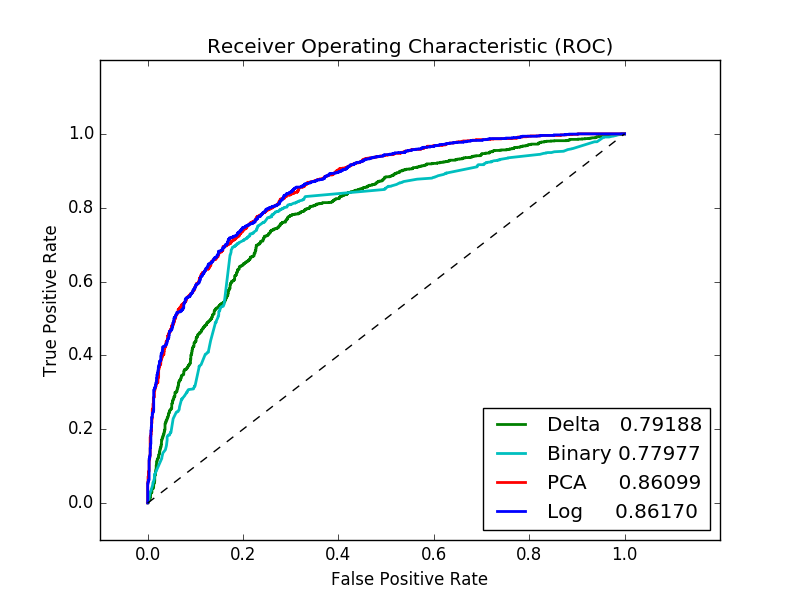 Receiver Operating Characteristic (ROC)
True Positive Rate
1.0
0.8
0.6
0.4
0.2
0.0
Delta 0.79188
Binary 0.77977
PCA 0.86099
Log 0.86170
0.0 0.2 0.4 0.6 0.8 1.0
False Positive Rate